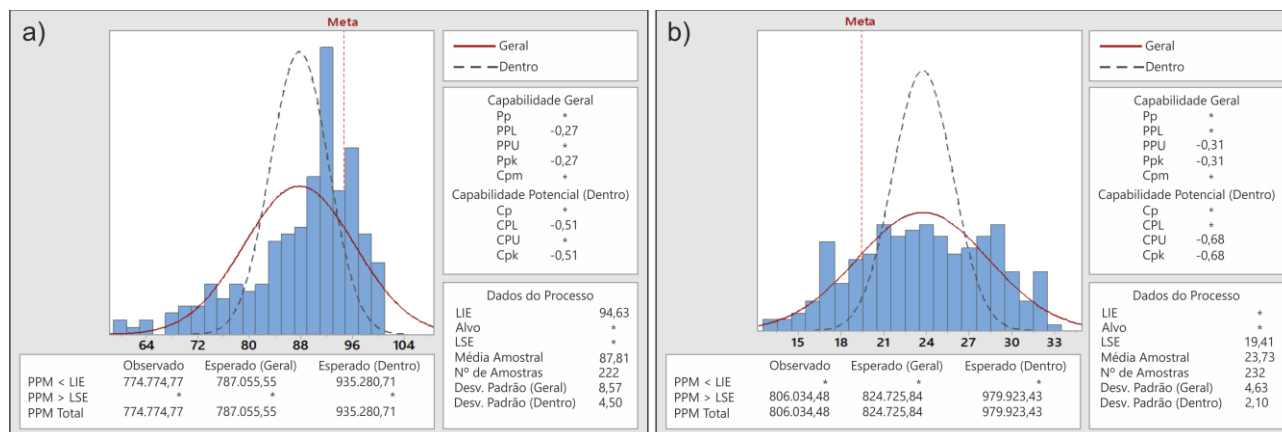 a)
Meta
64 72 80 88 96 104
Geral
Dentro
Capabilidade Geral
Pp *
PPL -0,27
PPU *
Ppk -0,27
Cpm *
Capabilidade Potencial (Dentro)
Cp *
CPL -0,51
CPU *
Cpk -0,51
Dados do Processo
LIE 94,63
Alvo *
LSE *
Média Amostral 87,81
Nº de Amostras 222
Desv. Padrão (Geral) 8,57
Desv. Padrão (Dentro) 4,50
Observado Esperado (Geral) Esperado (Dentro)
PPM < LIE 774.774,77 787.055,55 935.280,71
PPM > LSE * * *
PPM Total 774.774,77 787.055,55 935.280,71
b)
Meta
15 18 21 24 27 30 33
Geral
Dentro
Capabilidade Geral
Pp *
PPL *
PPU -0,31
Ppk -0,31
Cpm *
Capabilidade Potencial (Dentro)
Cp *
CPL *
CPU -0,68
Cpk -0,68
Dados do Processo
LIE *
Alvo *
LSE 19,41
Média Amostral 23,73
Nº de Amostras 232
Desv. Padrão (Geral) 4,63
Desv. Padrão (Dentro) 2,10
Observado Esperado (Geral) Esperado (Dentro)
PPM < LIE * * *
PPM > LSE 806.034,48 824.725,84 979.923,43
PPM Total 806.034,48 824.725,84 979.923,43